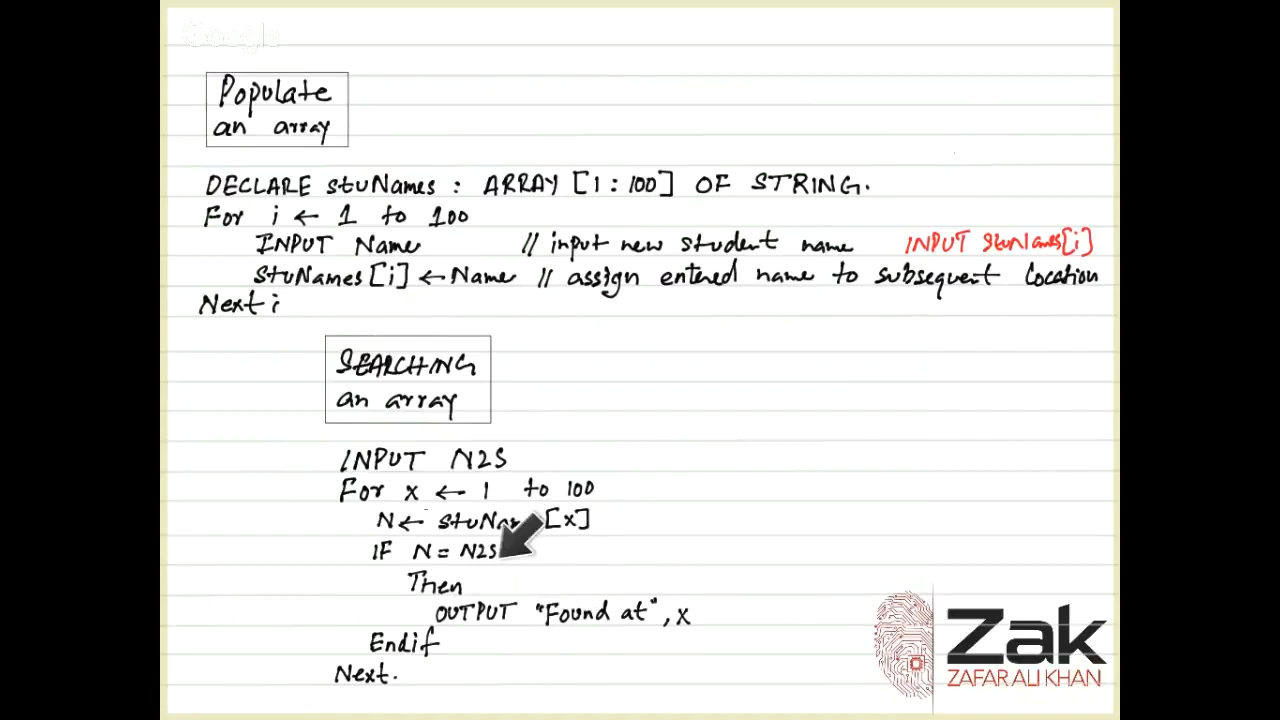 Google
Populate
an array
DECLARE stuNames : ARRAY [1 : 100] OF STRING.
For i ← 1 to 100
INPUT Name // input new student name INPUT stuNames[i]
stuNames[i] ← Name // assign entered name to subsequent location
Next i
SEARCHING
an array
INPUT N2S
For x ← 1 to 100
N ← [x]
IF N = N2S
Then
OUTPUT "Found at", x
Endif
Next.
Zak
ZAFAR ALI KHAN